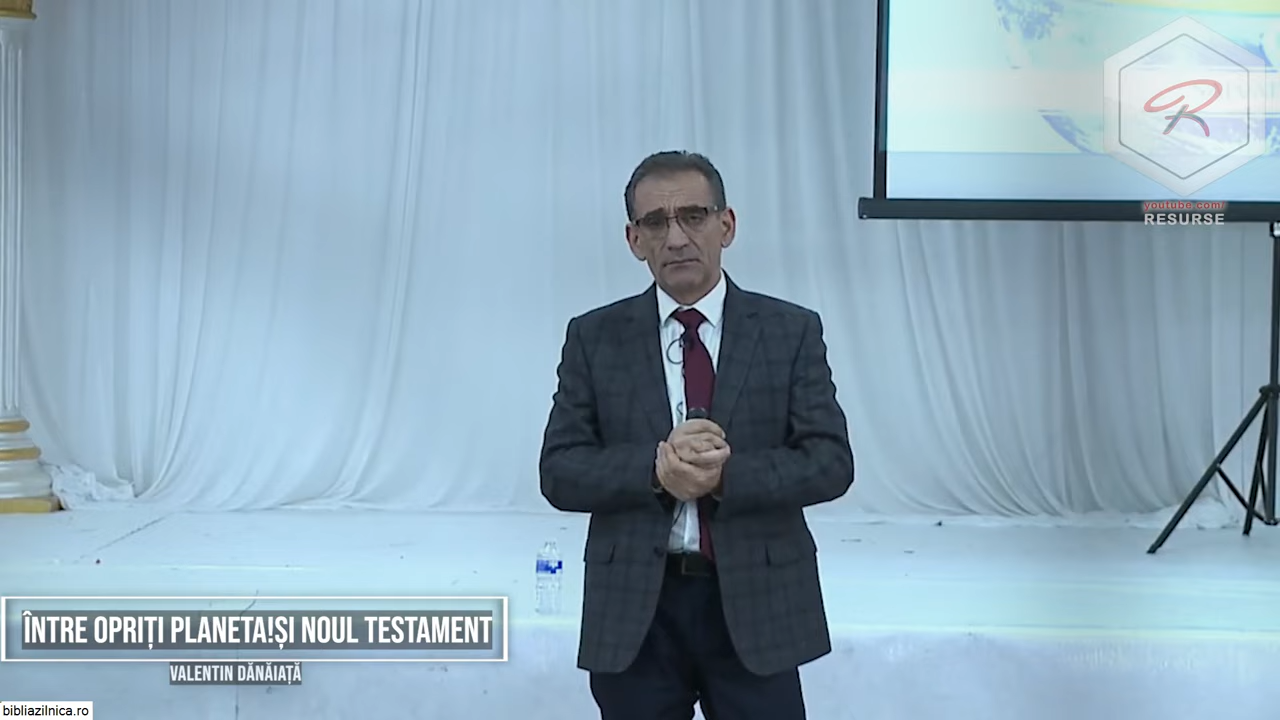 R
youtube.com/
RESURSE
ÎNTRE OPRIȚI PLANETA!ȘI NOUL TESTAMENT
VALENTIN DĂNĂIAȚĂ
bibliazilnica.ro